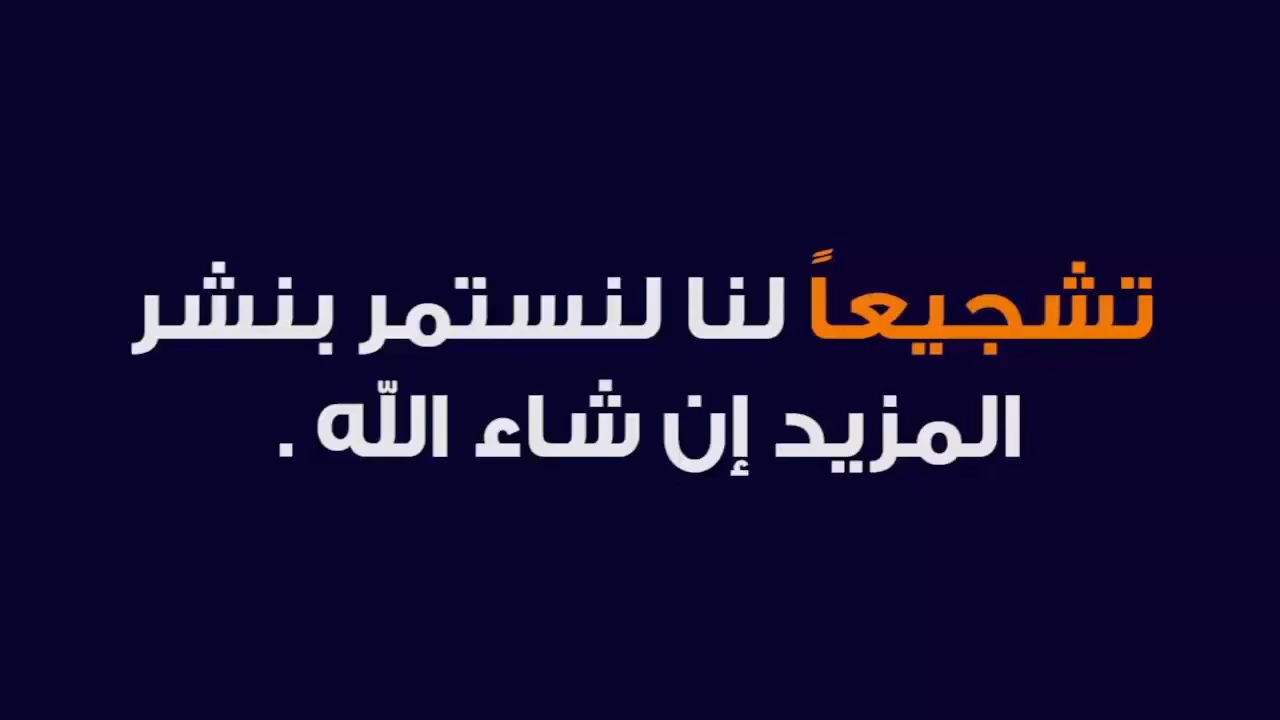 تشجيعاً لنا لنستمر بنشر
المزيد إن شاء الله .